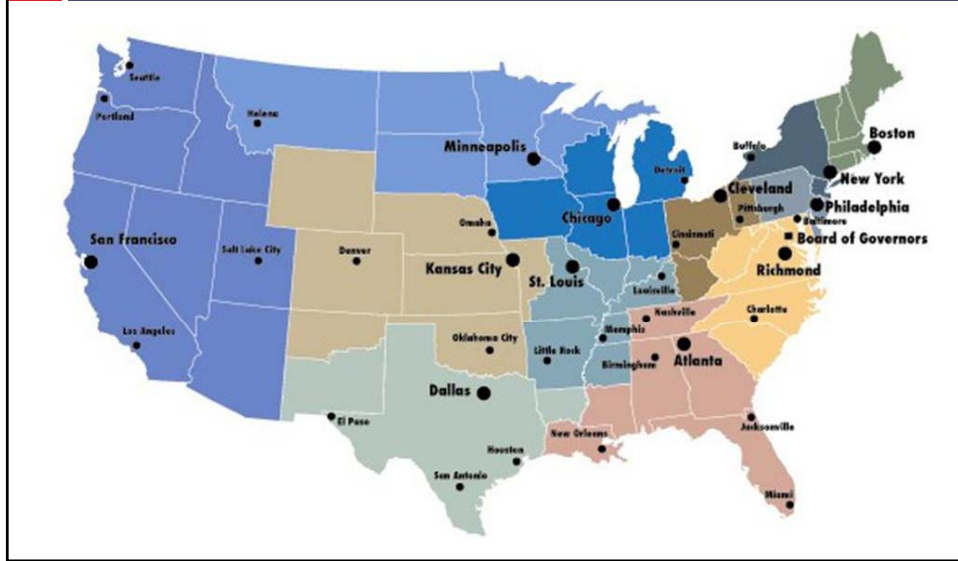 Seattle
Portland
Helena
Minneapolis
Buffalo
Boston
Detroit
New York
Cleveland
Chicago
Pittsburgh
Philadelphia
Baltimore
Omaha
San Francisco
Salt Lake City
Denver
Cincinnati
Board of Governors
Kansas City
St. Louis
Richmond
Louisville
Nashville
Charlotte
Los Angeles
Memphis
Oklahoma City
Little Rock
Birmingham
Atlanta
Dallas
El Paso
New Orleans
Jacksonville
Houston
San Antonio
Miami